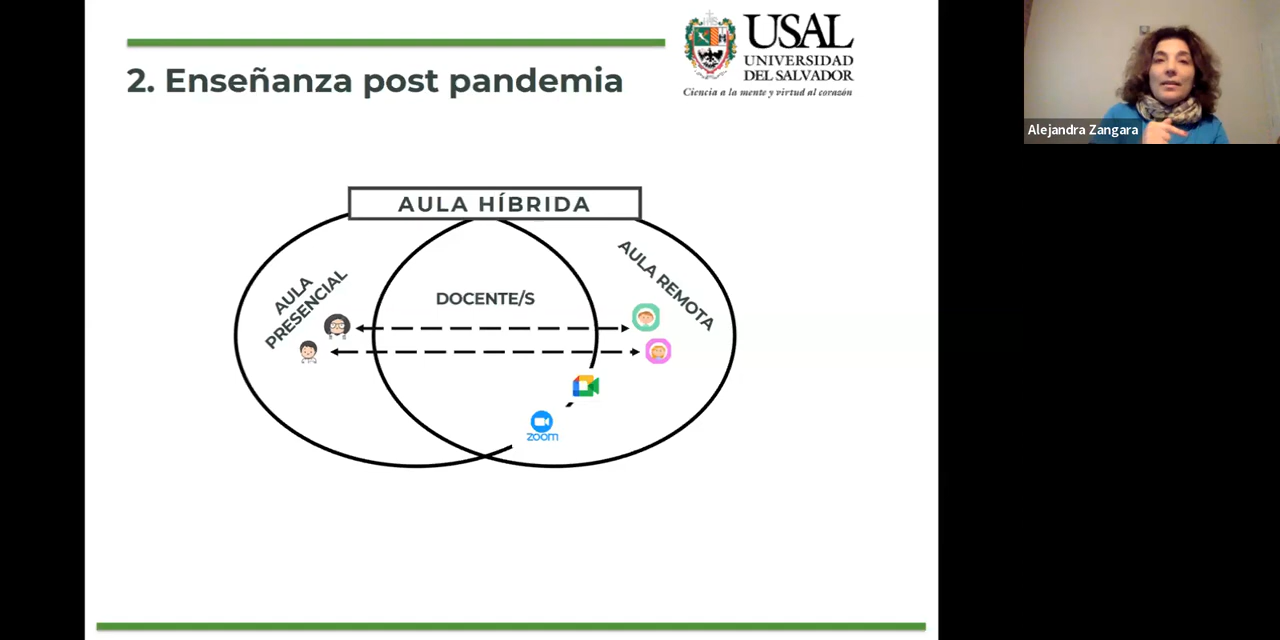 2. Enseñanza post pandemia
USAL
UNIVERSIDAD
DEL SALVADOR
Ciencia a la mente y virtud al corazón
Alejandra Zangara
AULA HÍBRIDA
AULA
PRESENCIAL
DOCENTE/S
AULA REMOTA
zoom